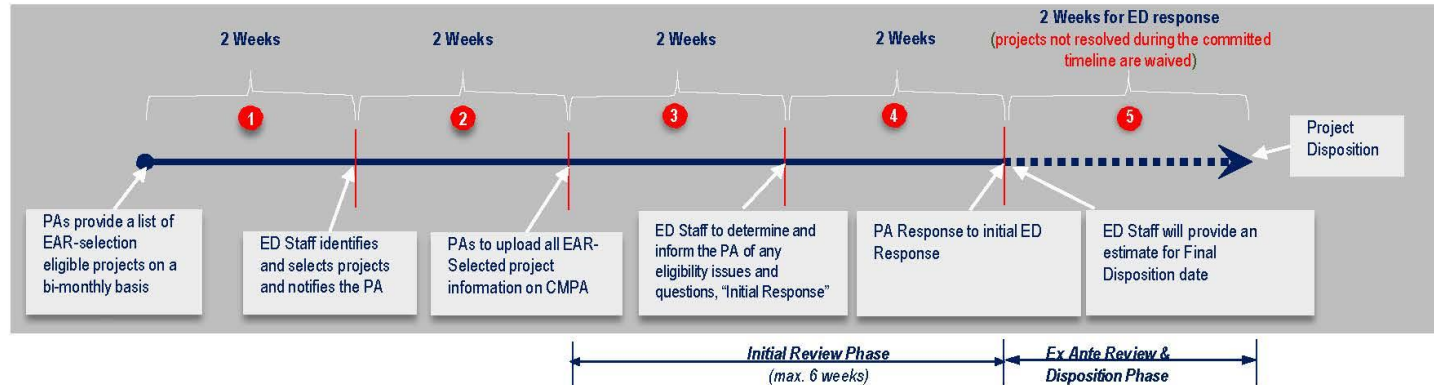 2 Weeks
2 Weeks
2 Weeks
2 Weeks
2 Weeks for ED response
(projects not resolved during the committed
timeline are waived)
1
2
3
4
5
Project
Disposition
PAs provide a list of
EAR-selection
eligible projects on a
bi-monthly basis
ED Staff identifies
and selects projects
and notifies the PA
PAs to upload all EAR-
Selected project
information on CMPA
ED Staff to determine and
inform the PA of any
eligibility issues and
questions, “Initial Response”
PA Response to initial ED
Response
ED Staff will provide an
estimate for Final
Disposition date
Initial Review Phase
(max. 6 weeks)
Ex Ante Review &
Disposition Phase